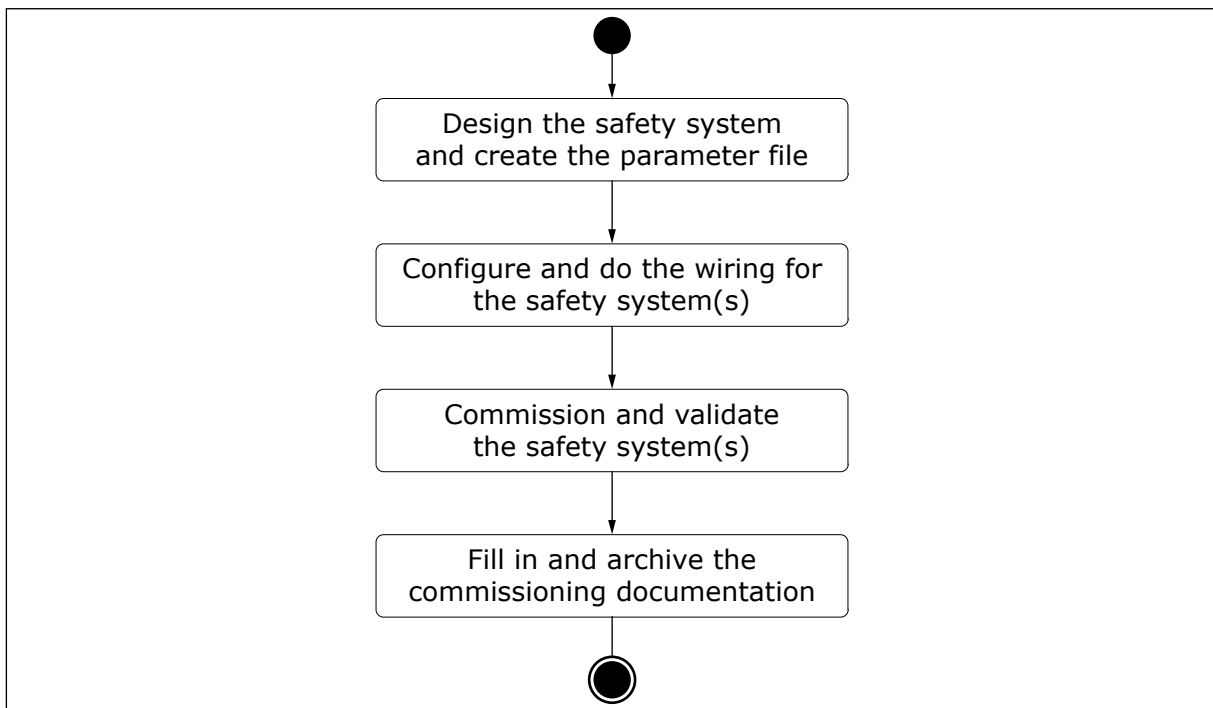 Design the safety system
and create the parameter file
Configure and do the wiring for
the safety system(s)
Commission and validate
the safety system(s)
Fill in and archive the
commissioning documentation